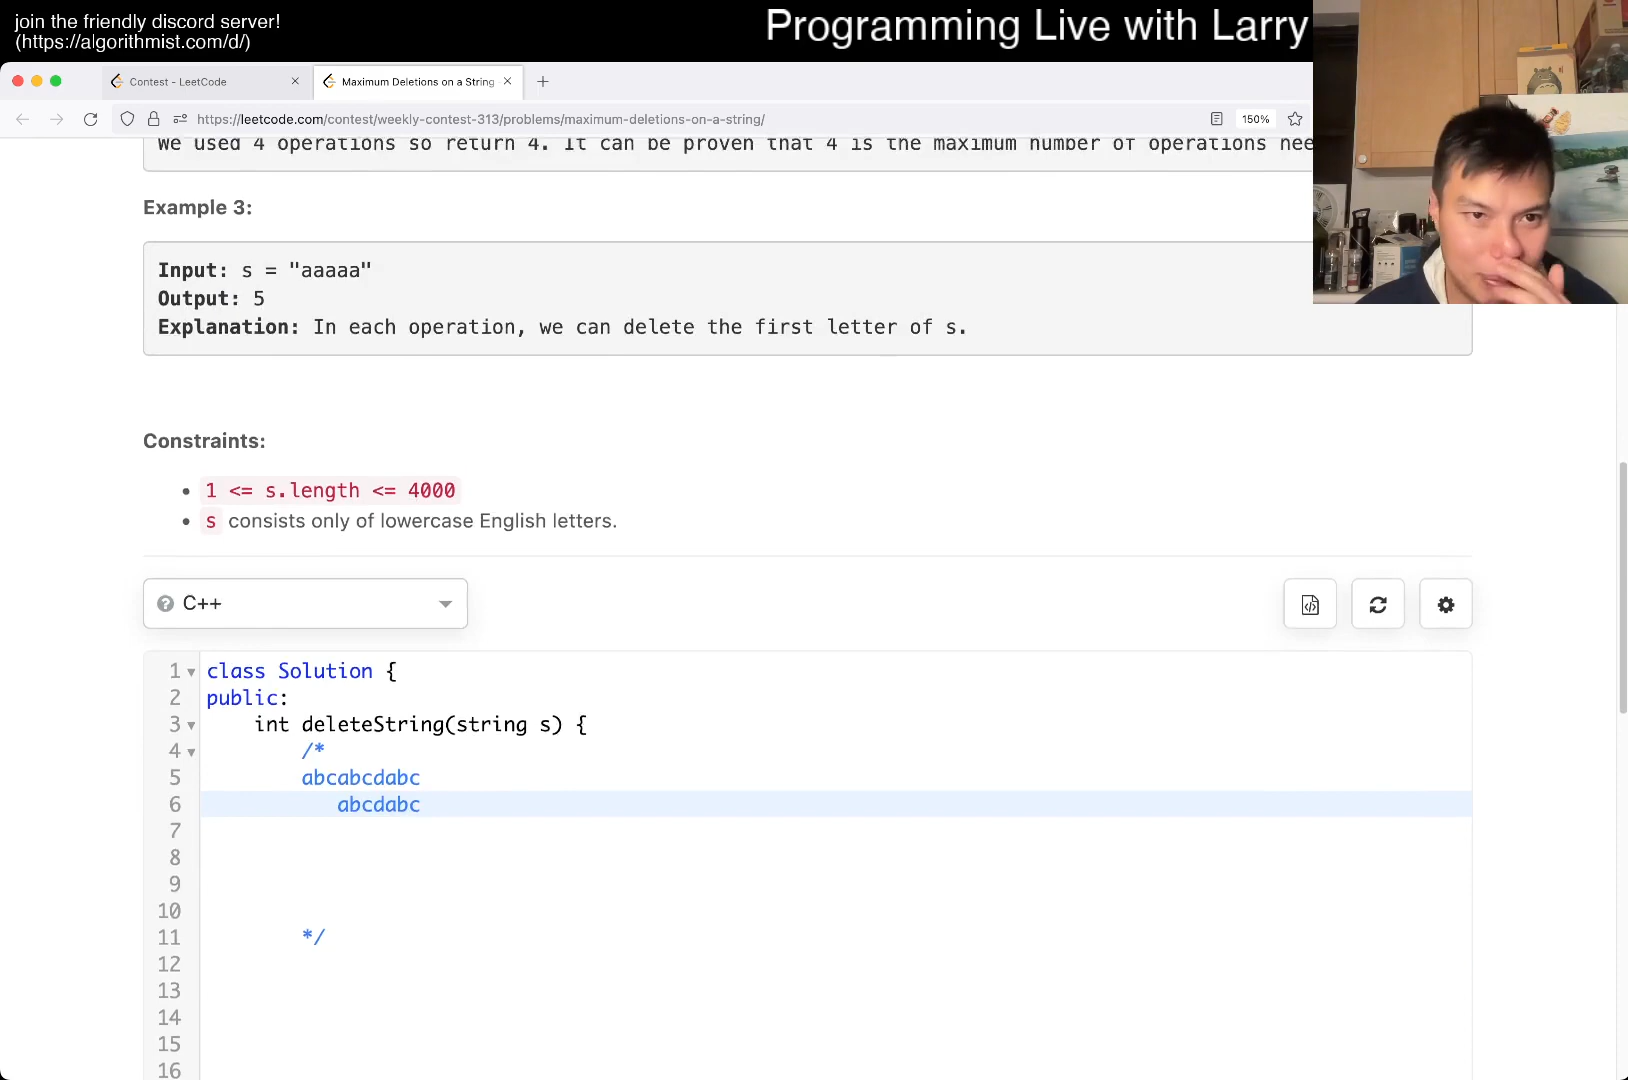 join the friendly discord server!
(https://algorithmist.com/d/)
Programming Live with Larry
Contest - LeetCode
Maximum Deletions on a String
https://leetcode.com/contest/weekly-contest-313/problems/maximum-deletions-on-a-string/
150%
We used 4 operations so return 4. It can be proven that 4 is the maximum number of operations nee
Example 3:
Input: s = "aaaaa"
Output: 5
Explanation: In each operation, we can delete the first letter of s.
Constraints:
1 <= s.length <= 4000
s consists only of lowercase English letters.
C++
1 class Solution {
2 public:
3 int deleteString(string s) {
4 /*
5 abcabcdabc
6 abcdabc
7
8
9
10
11 */
12
13
14
15
16